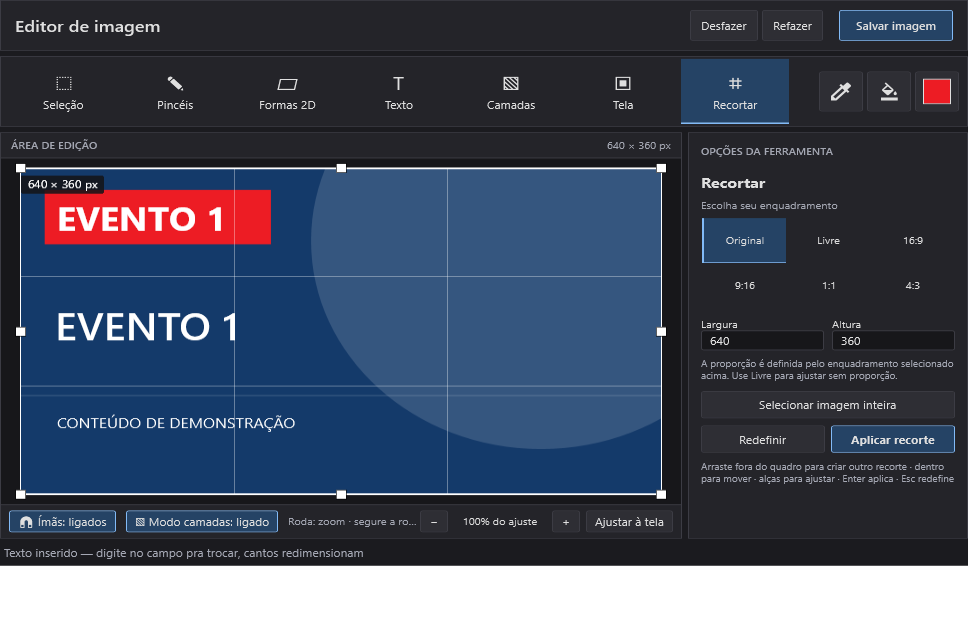 Editor de imagem
Desfazer
Refazer
Salvar imagem
Seleção
Pincéis
Formas 2D
Texto
Camadas
Tela
Recortar
ÁREA DE EDIÇÃO
640 × 360 px
640 × 360 px
EVENTO 1
EVENTO 1
CONTEÚDO DE DEMONSTRAÇÃO
OPÇÕES DA FERRAMENTA
Recortar
Escolha seu enquadramento
Original
Livre
16:9
9:16
1:1
4:3
Largura
Altura
640
360
A proporção é definida pelo enquadramento selecionado
acima. Use Livre para ajustar sem proporção.
Selecionar imagem inteira
Redefinir
Aplicar recorte
Arraste fora do quadro para criar outro recorte · dentro
para mover · alças para ajustar · Enter aplica · Esc redefine
Ímãs: ligados
Modo camadas: ligado
Roda: zoom · segure a ro...
−
100% do ajuste
+
Ajustar à tela
Texto inserido — digite no campo pra trocar, cantos redimensionam